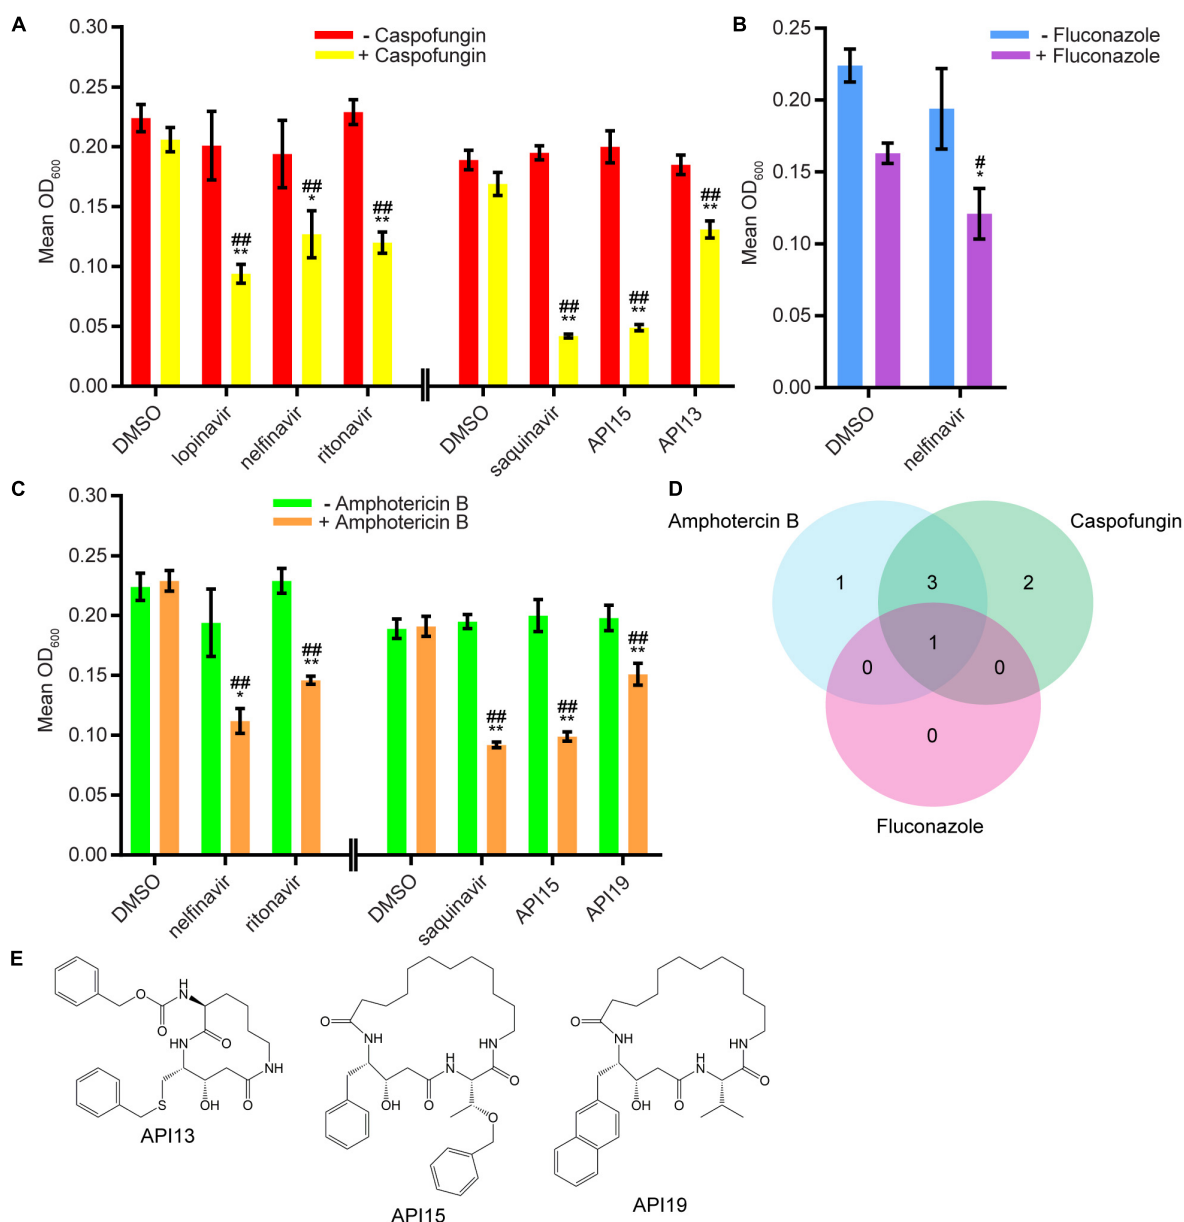 A
- Caspofungin
+ Caspofungin
Mean OD600
0.30
0.25
0.20
0.15
0.10
0.05
0.00
##
**
##
*
##
**
##
**
##
**
##
**
DMSO
lopinavir
nelfinavir
ritonavir
DMSO
saquinavir
API15
API13
B
- Fluconazole
+ Fluconazole
Mean OD600
0.25
0.20
0.15
0.10
0.05
0.00
#
*
DMSO
nelfinavir
C
- Amphotericin B
+ Amphotericin B
Mean OD600
0.30
0.25
0.20
0.15
0.10
0.05
0.00
##
*
##
**
##
**
##
**
##
**
DMSO
nelfinavir
ritonavir
DMSO
saquinavir
API15
API19
D
Amphotercin B
Caspofungin
1
3
2
1
0
0
0
Fluconazole
E
H
N
O
O
O
HN
NH
S
OH
O
API13
O
NH
HN
H
N
O
OH
O
O
API15
O
NH
HN
H
N
O
OH
O
API19